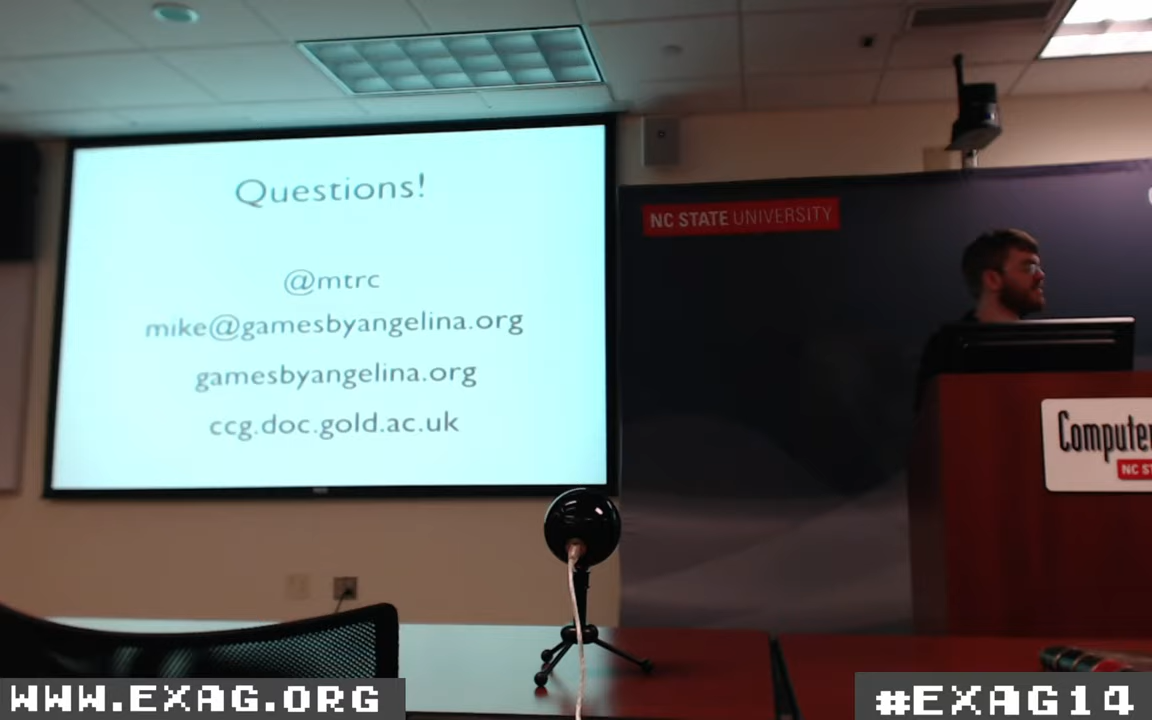 Questions!
@mtrc
mike@gamesbyangelina.org
gamesbyangelina.org
ccg.doc.gold.ac.uk
NC STATE UNIVERSITY
Computer
NC
WWW.EXAG.ORG
#EXAG14